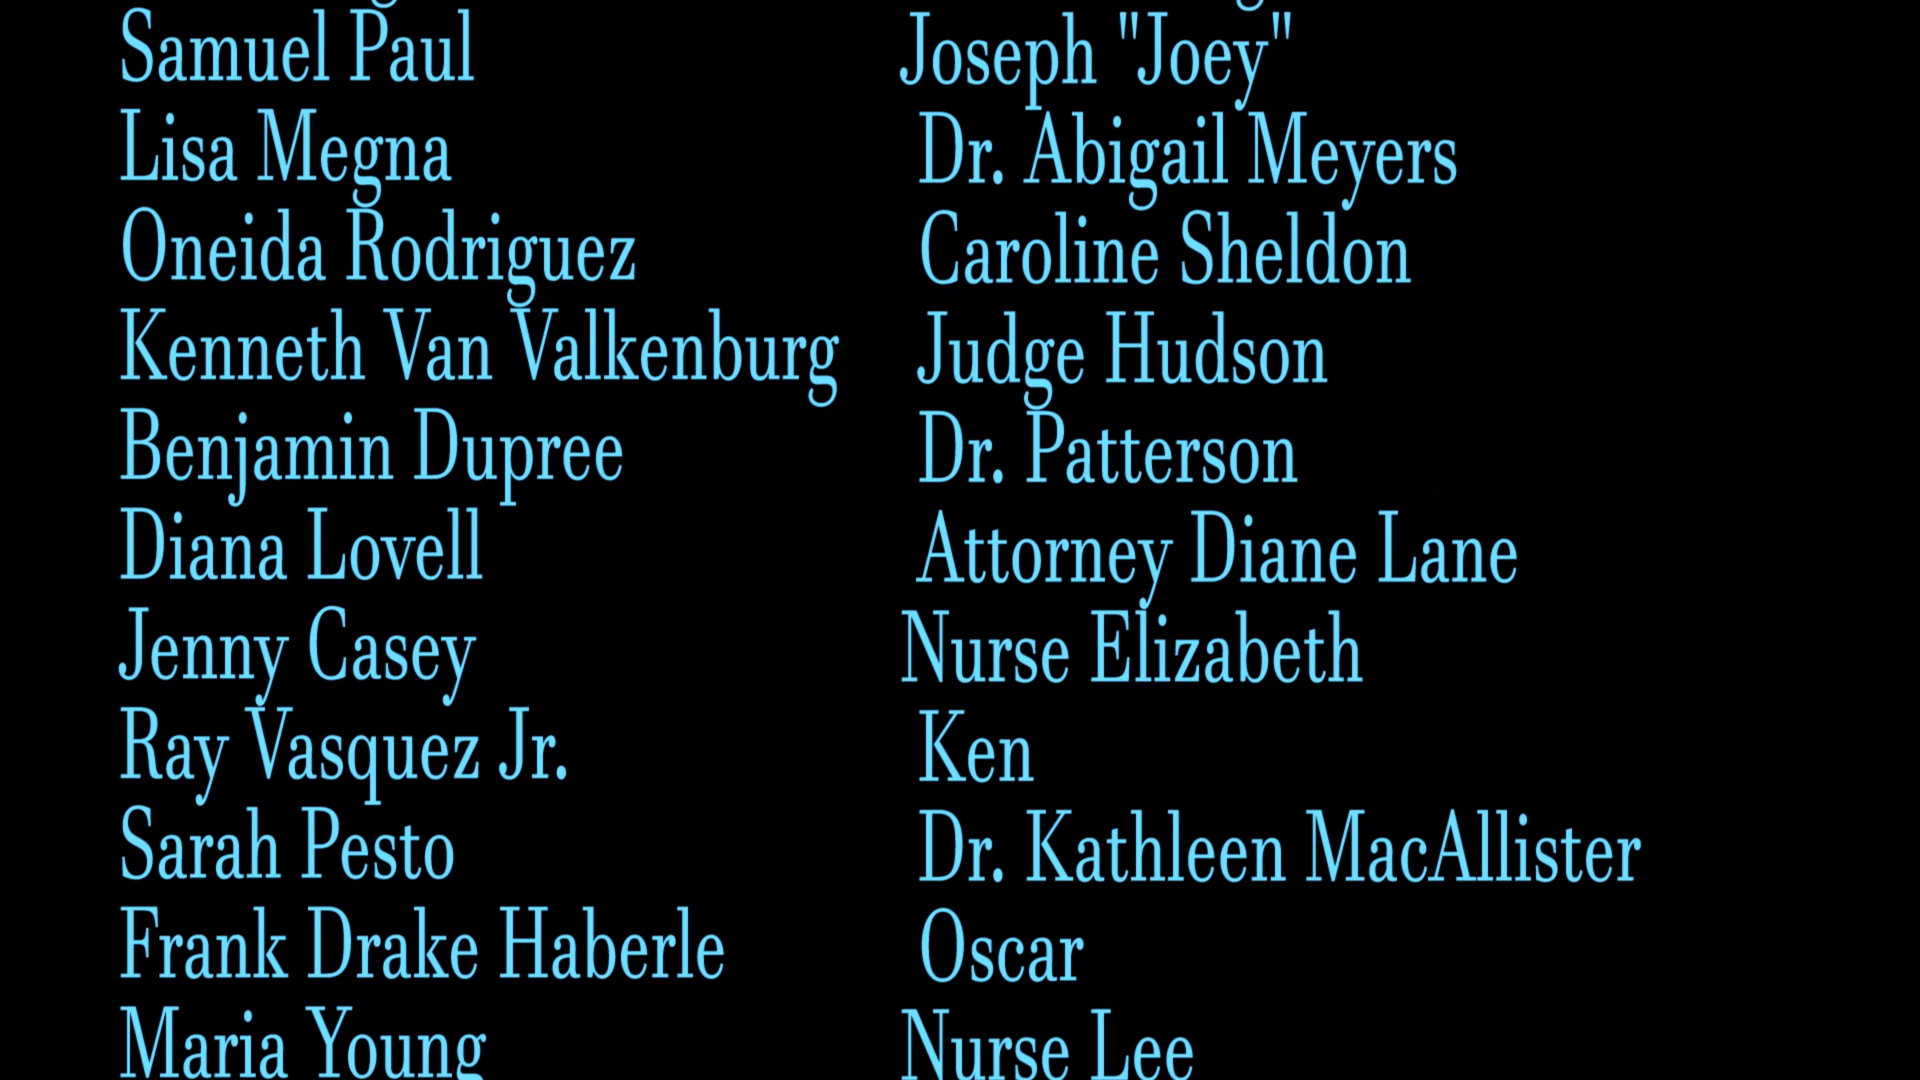 Samuel Paul Joseph "Joey"
Lisa Megna Dr. Abigail Meyers
Oneida Rodriguez Caroline Sheldon
Kenneth Van Valkenburg Judge Hudson
Benjamin Dupree Dr. Patterson
Diana Lovell Attorney Diane Lane
Jenny Casey Nurse Elizabeth
Ray Vasquez Jr. Ken
Sarah Pesto Dr. Kathleen MacAllister
Frank Drake Haberle Oscar
Maria Young Nurse Lee